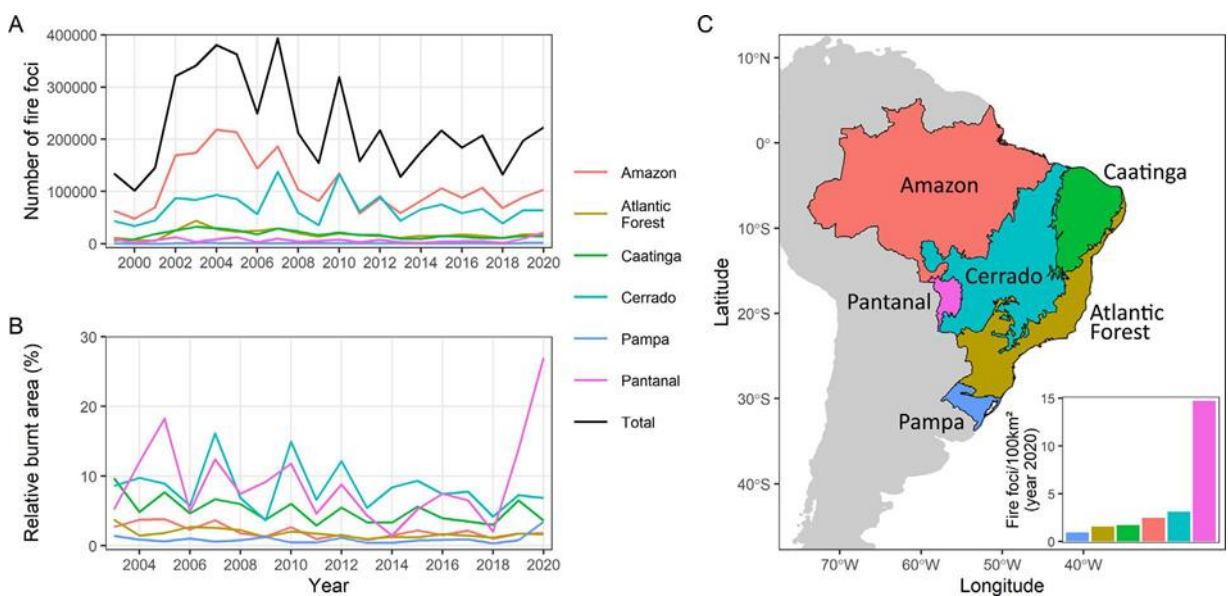 A
Number of fire foci
400000
300000
200000
100000
0
2000 2002 2004 2006 2008 2010 2012 2014 2016 2018 2020
B
Relative burnt area (%)
30
20
10
0
2004 2006 2008 2010 2012 2014 2016 2018 2020
Year
Amazon
Atlantic
Forest
Caatinga
Cerrado
Pampa
Pantanal
Total
C
Latitude
10°N
0°
10°S
20°S
30°S
40°S
70°W 60°W 50°W 40°W
Longitude
Amazon
Caatinga
Cerrado
Pantanal
Atlantic
Forest
Pampa
Fire foci/100km²
(year 2020)
15
10
5
0